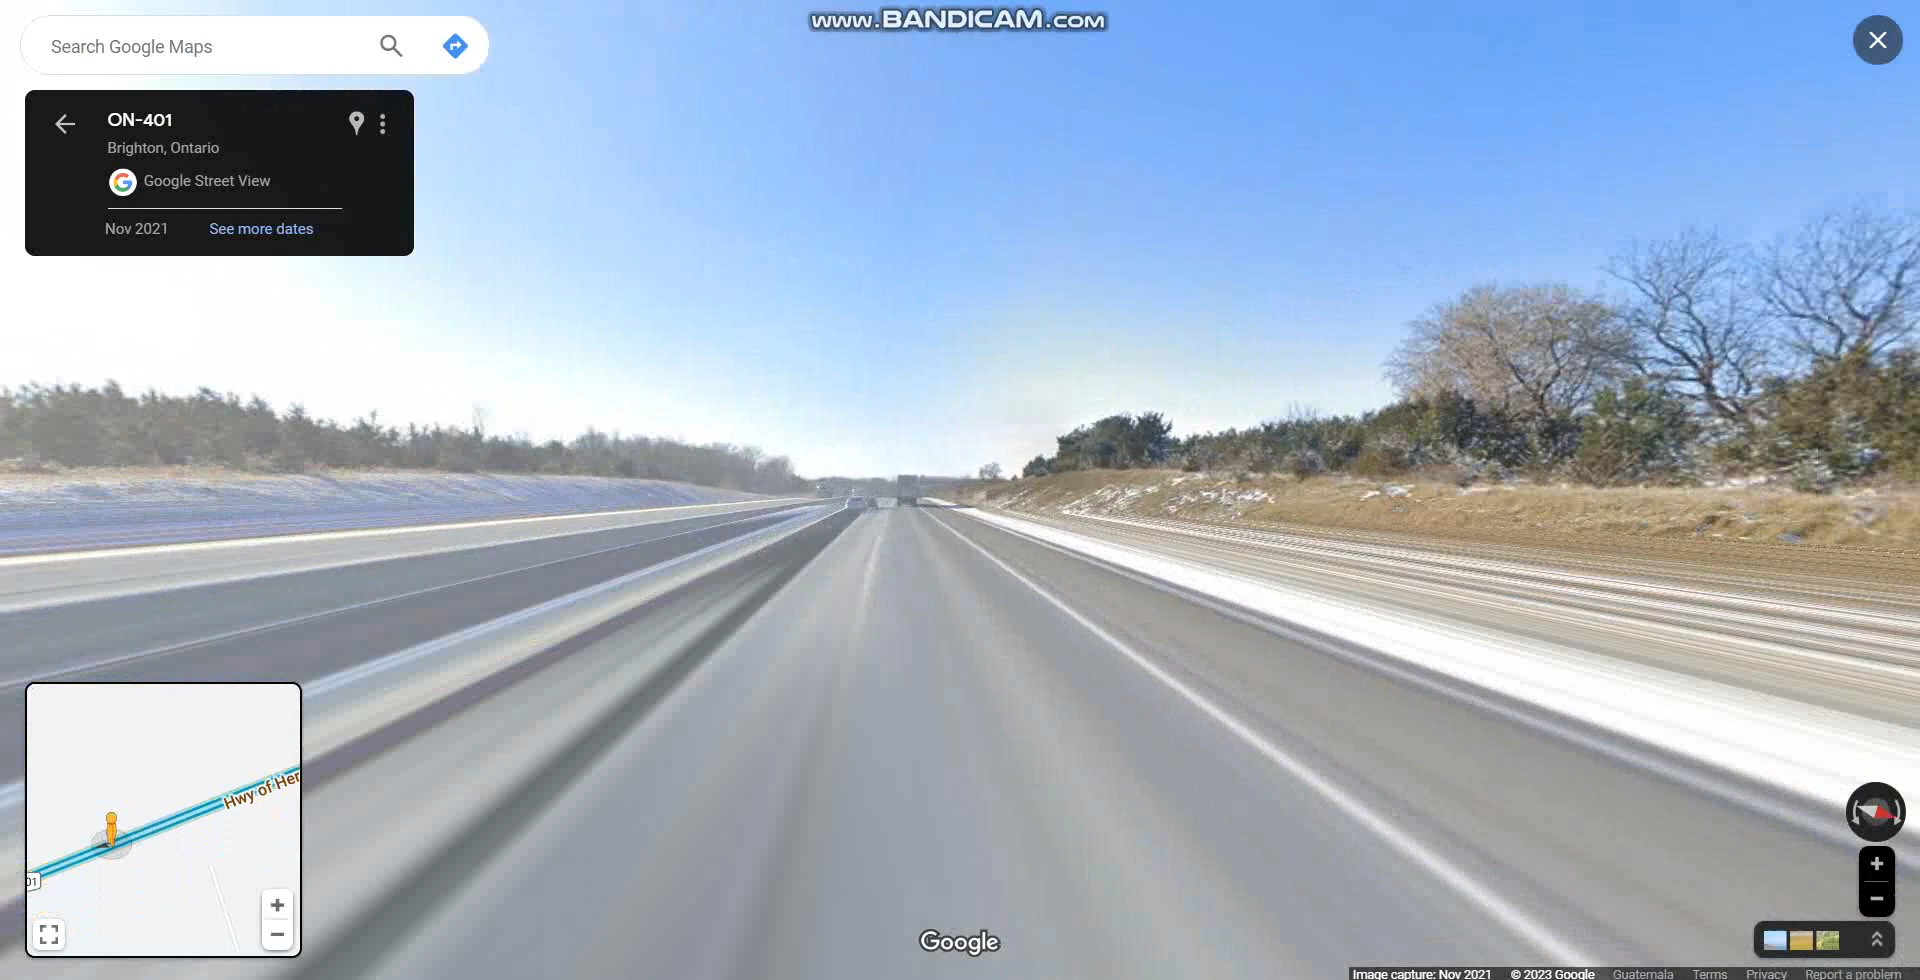 www.BANDICAM.com
Search Google Maps
ON-401
Brighton, Ontario
Google Street View
Nov 2021
See more dates
Hwy of Her
01
Google
Image capture: Nov 2021 © 2023 Google Guatemala Terms Privacy Report a problem